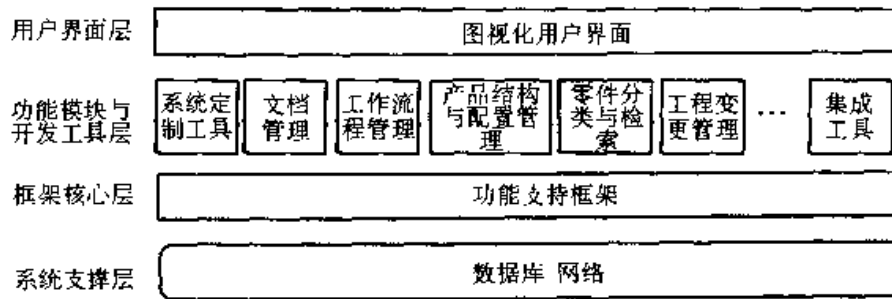 用户界面层
图视化用户界面
功能模块与
开发工具层
系统定
制工具
文档
管理
工作流
程管理
产品结构
与配置管
理
零件分
类与检
索
工程变
更管理
…
集成
工具
框架核心层
功能支持框架
系统支撑层
数据库 网络